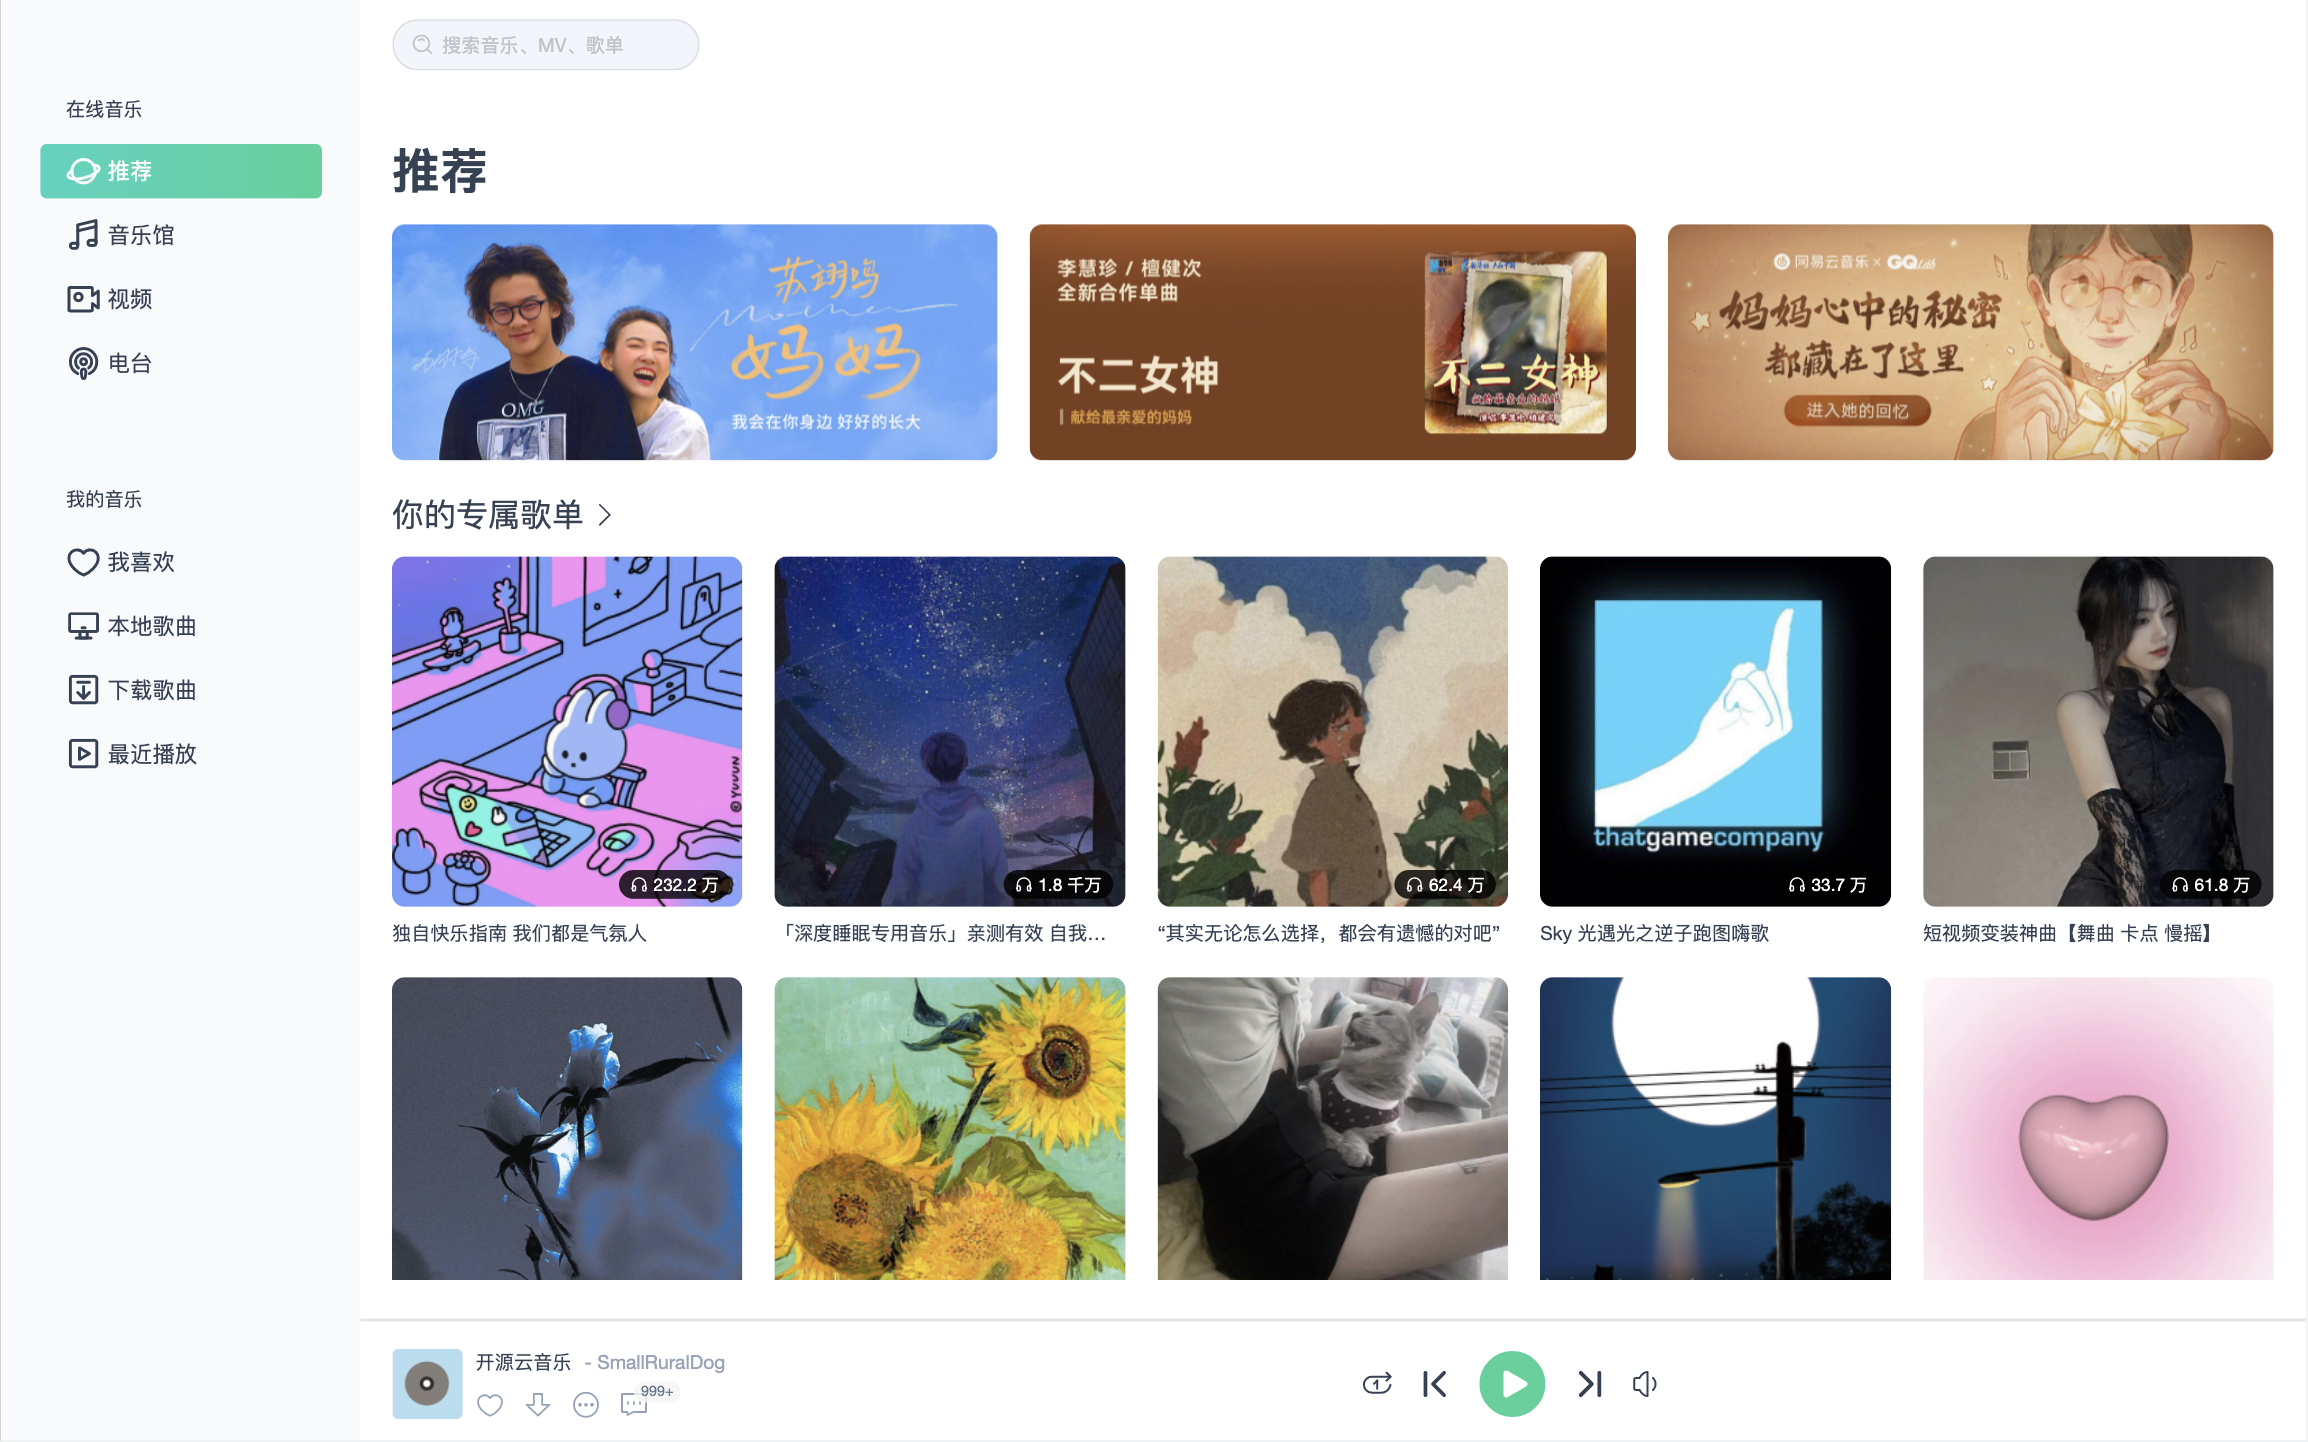 搜索音乐、MV、歌单
在线音乐
推荐
音乐馆
视频
电台
我的音乐
我喜欢
本地歌曲
下载歌曲
最近播放
推荐
苏翊鸣
Mother
妈妈
我会在你身边 好好的长大
OMG
李慧珍 / 檀健次
全新合作单曲
不二女神
献给最亲爱的妈妈
不二女神
网易云音乐 × GQ Lab
妈妈心中的秘密
都藏在了这里
进入她的回忆
你的专属歌单
© YUUUN
232.2 万
独自快乐指南 我们都是气氛人
1.8 千万
「深度睡眠专用音乐」亲测有效 自我...
62.4 万
“其实无论怎么选择，都会有遗憾的对吧”
thatgamecompany
33.7 万
Sky 光遇光之逆子跑图嗨歌
61.8 万
短视频变装神曲【舞曲 卡点 慢摇】
开源云音乐 - SmallRuralDog
999+